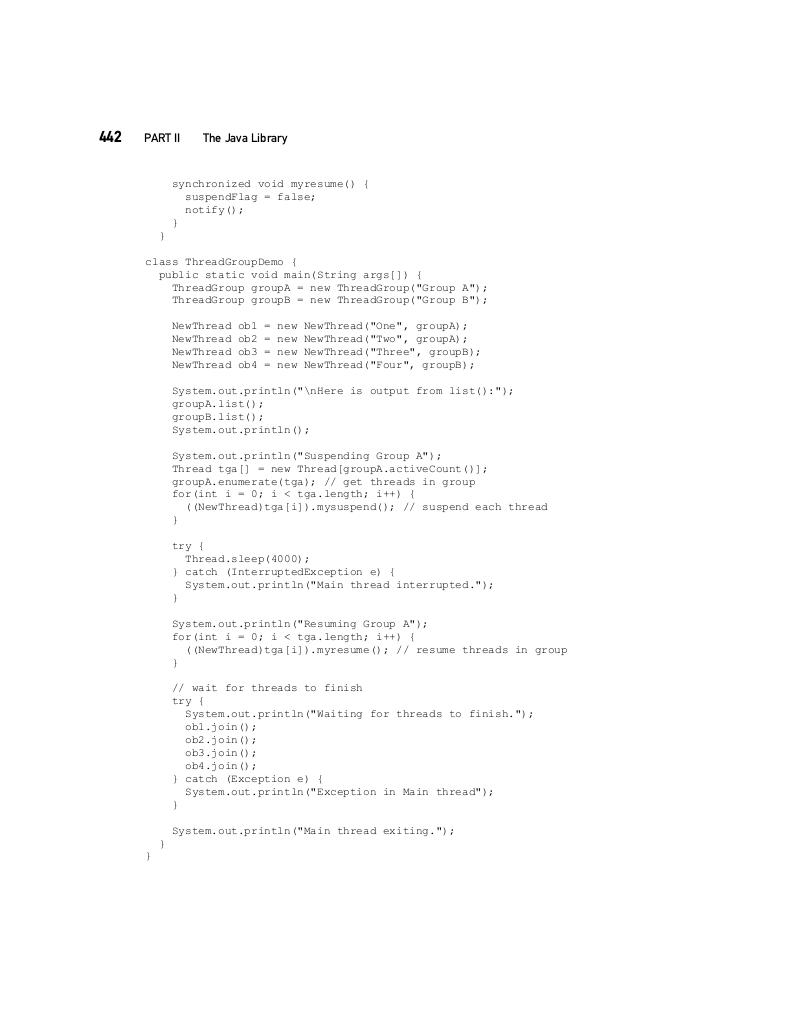 442 PART II The Java Library
synchronized void myresume() {
suspendFlag = false;
notify();
}
}
class ThreadGroupDemo {
public static void main(String args[]) {
ThreadGroup groupA = new ThreadGroup("Group A");
ThreadGroup groupB = new ThreadGroup("Group B");
NewThread ob1 = new NewThread("One", groupA);
NewThread ob2 = new NewThread("Two", groupA);
NewThread ob3 = new NewThread("Three", groupB);
NewThread ob4 = new NewThread("Four", groupB);
System.out.println("\nHere is output from list():");
groupA.list();
groupB.list();
System.out.println();
System.out.println("Suspending Group A");
Thread tga[] = new Thread[groupA.activeCount()];
groupA.enumerate(tga); // get threads in group
for(int i = 0; i < tga.length; i++) {
((NewThread)tga[i]).mysuspend(); // suspend each thread
}
try {
Thread.sleep(4000);
} catch (InterruptedException e) {
System.out.println("Main thread interrupted.");
}
System.out.println("Resuming Group A");
for(int i = 0; i < tga.length; i++) {
((NewThread)tga[i]).myresume(); // resume threads in group
}
// wait for threads to finish
try {
System.out.println("Waiting for threads to finish.");
ob1.join();
ob2.join();
ob3.join();
ob4.join();
} catch (Exception e) {
System.out.println("Exception in Main thread");
}
System.out.println("Main thread exiting.");
}
}